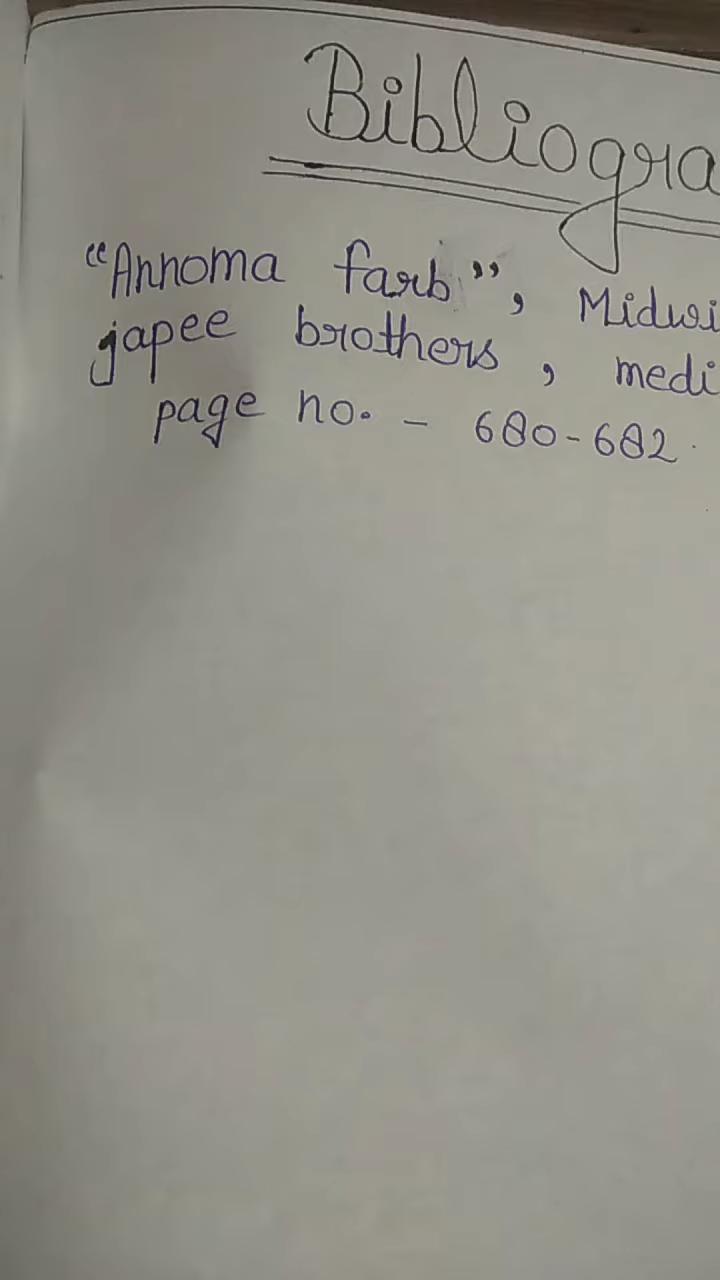 Bibliogra
"Annoma farb", Midwi
japee brothers, medi
page no. - 680-682.